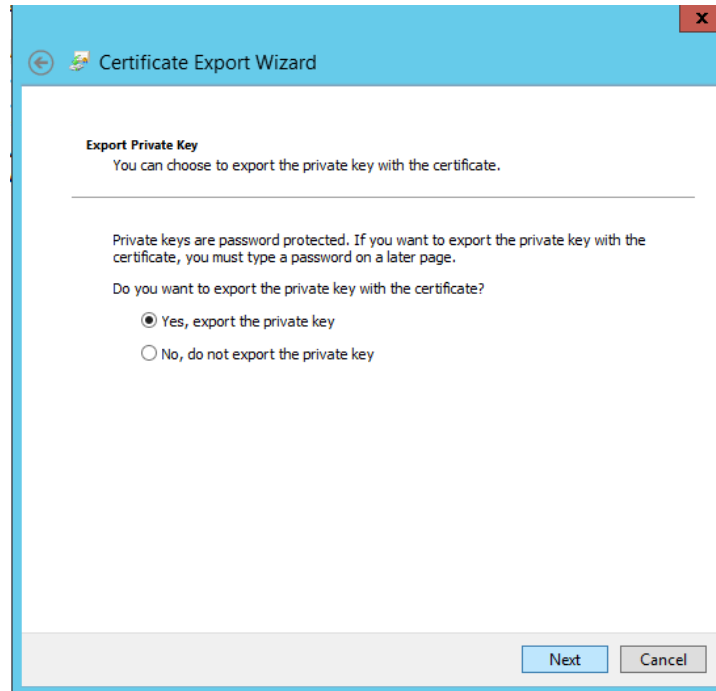 x
Certificate Export Wizard
Export Private Key
You can choose to export the private key with the certificate.
Private keys are password protected. If you want to export the private key with the
certificate, you must type a password on a later page.
Do you want to export the private key with the certificate?
Yes, export the private key
No, do not export the private key
Next Cancel